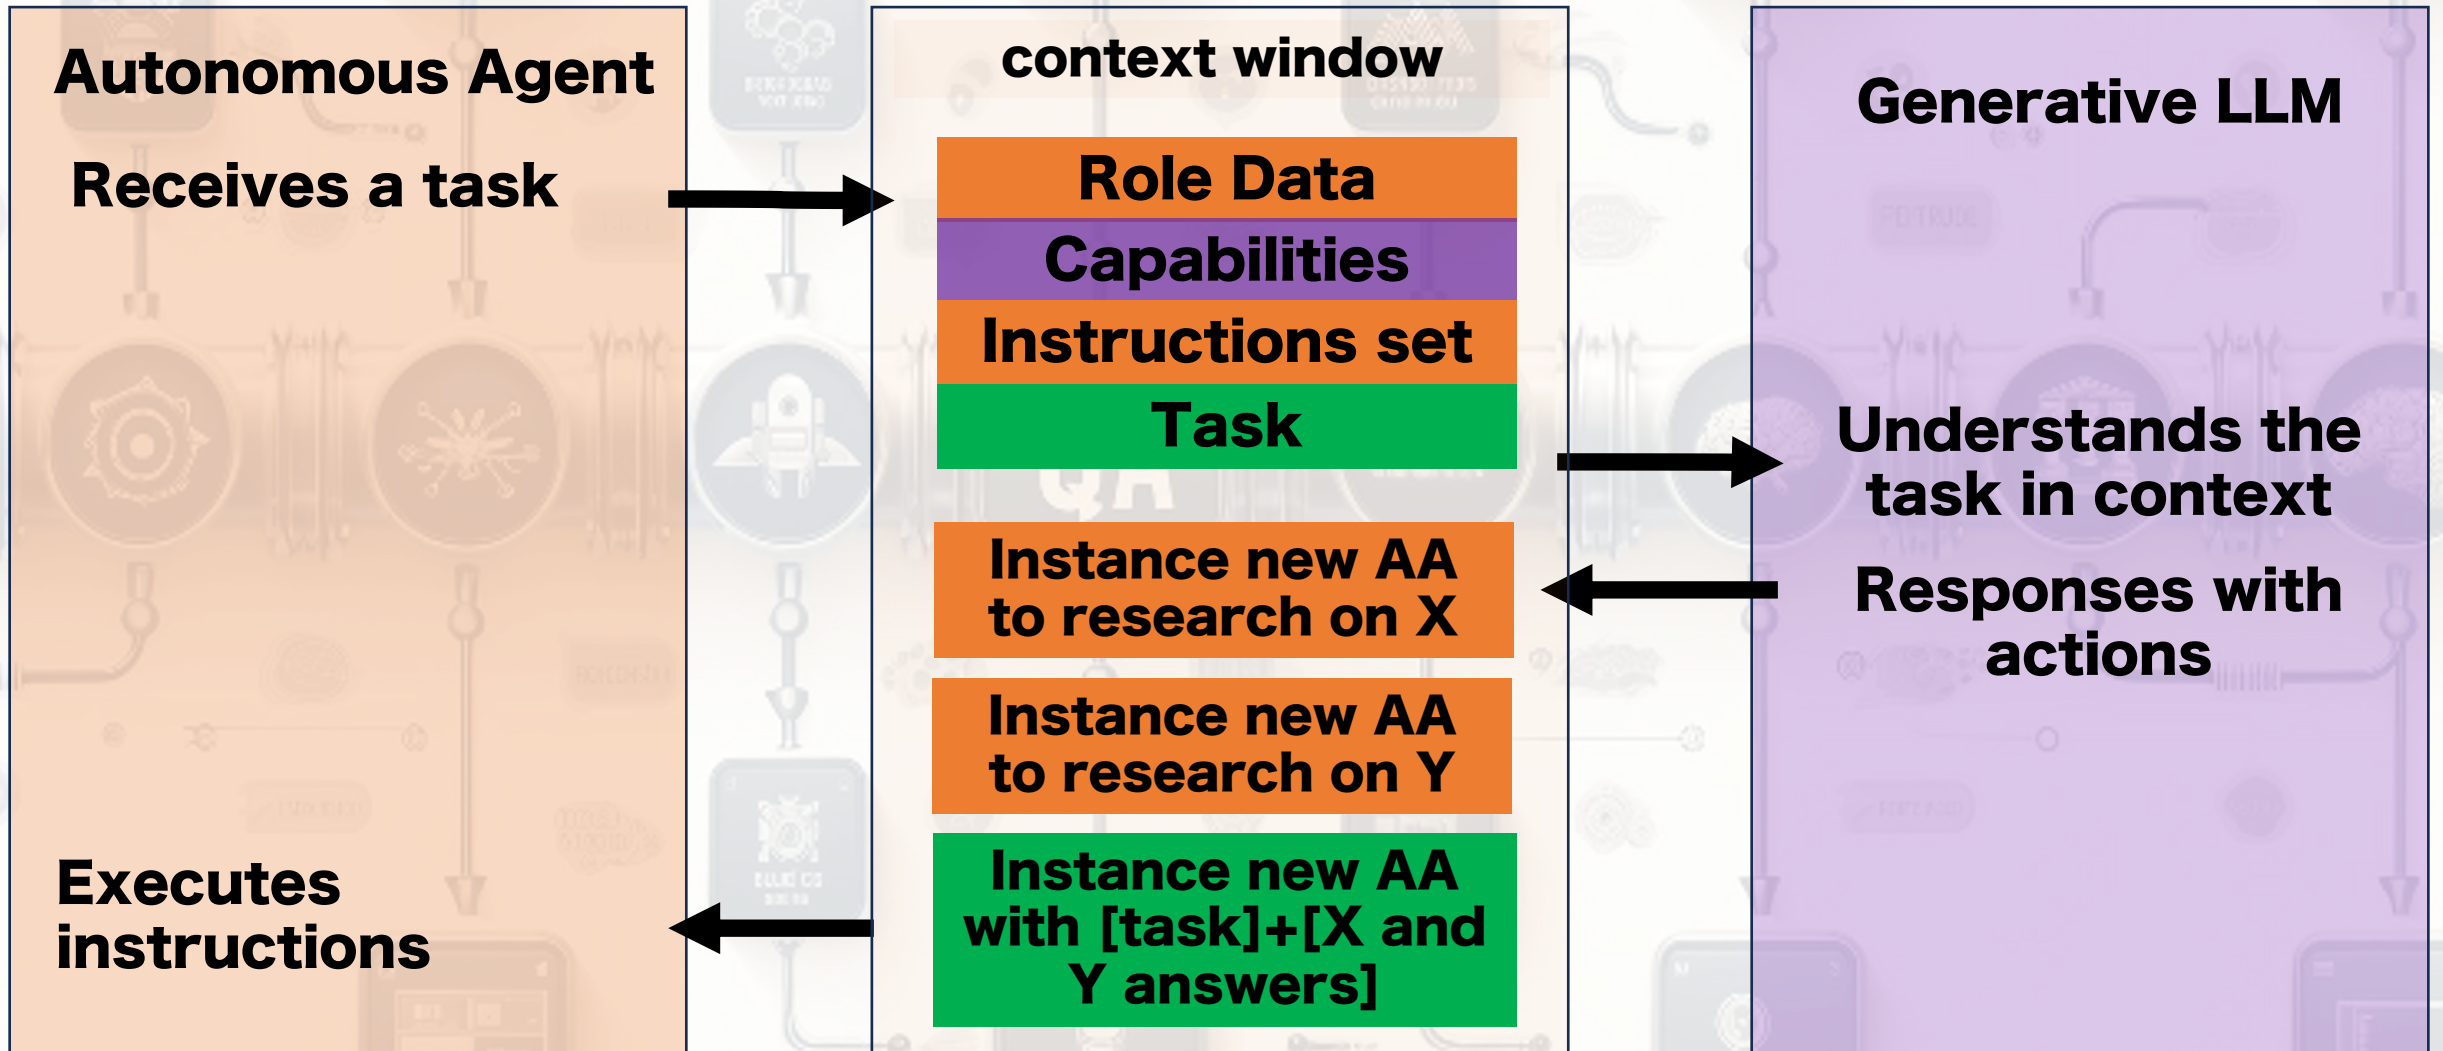 Autonomous Agent
Receives a task
Executes
instructions
context window
Role Data
Capabilities
Instructions set
Task
QA
Instance new AA
to research on X
Instance new AA
to research on Y
Instance new AA
with [task]+[X and
Y answers]
Generative LLM
Understands the
task in context
Responses with
actions